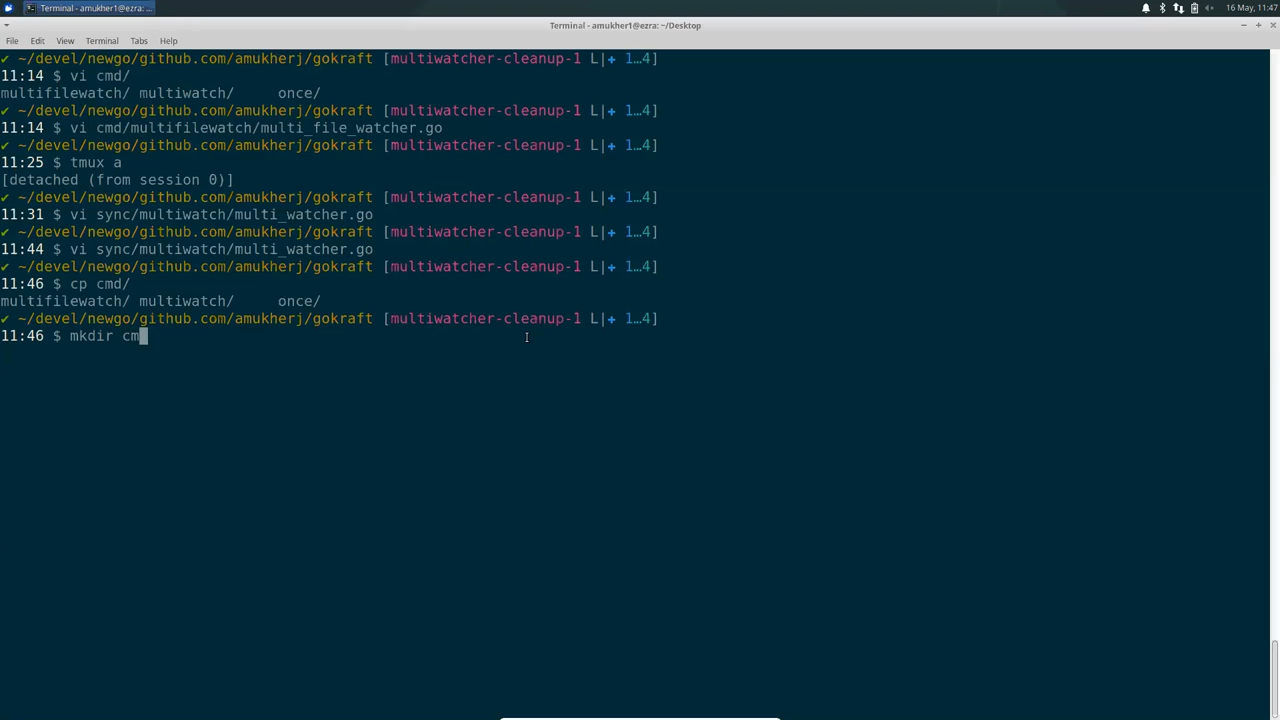 Terminal - amukher1@ezra: ...
16 May, 11:47
Terminal - amukher1@ezra: ~/Desktop
File Edit View Terminal Tabs Help
✔ ~/devel/newgo/github.com/amukherj/gokraft [multiwatcher-cleanup-1 L|✚ 1…4]
11:14 $ vi cmd/
multifilewatch/ multiwatch/     once/
✔ ~/devel/newgo/github.com/amukherj/gokraft [multiwatcher-cleanup-1 L|✚ 1…4]
11:14 $ vi cmd/multifilewatch/multi_file_watcher.go
✔ ~/devel/newgo/github.com/amukherj/gokraft [multiwatcher-cleanup-1 L|✚ 1…4]
11:25 $ tmux a
[detached (from session 0)]
✔ ~/devel/newgo/github.com/amukherj/gokraft [multiwatcher-cleanup-1 L|✚ 1…4]
11:31 $ vi sync/multiwatch/multi_watcher.go
✔ ~/devel/newgo/github.com/amukherj/gokraft [multiwatcher-cleanup-1 L|✚ 1…4]
11:44 $ vi sync/multiwatch/multi_watcher.go
✔ ~/devel/newgo/github.com/amukherj/gokraft [multiwatcher-cleanup-1 L|✚ 1…4]
11:46 $ cp cmd/
multifilewatch/ multiwatch/     once/
✔ ~/devel/newgo/github.com/amukherj/gokraft [multiwatcher-cleanup-1 L|✚ 1…4]
11:46 $ mkdir cm